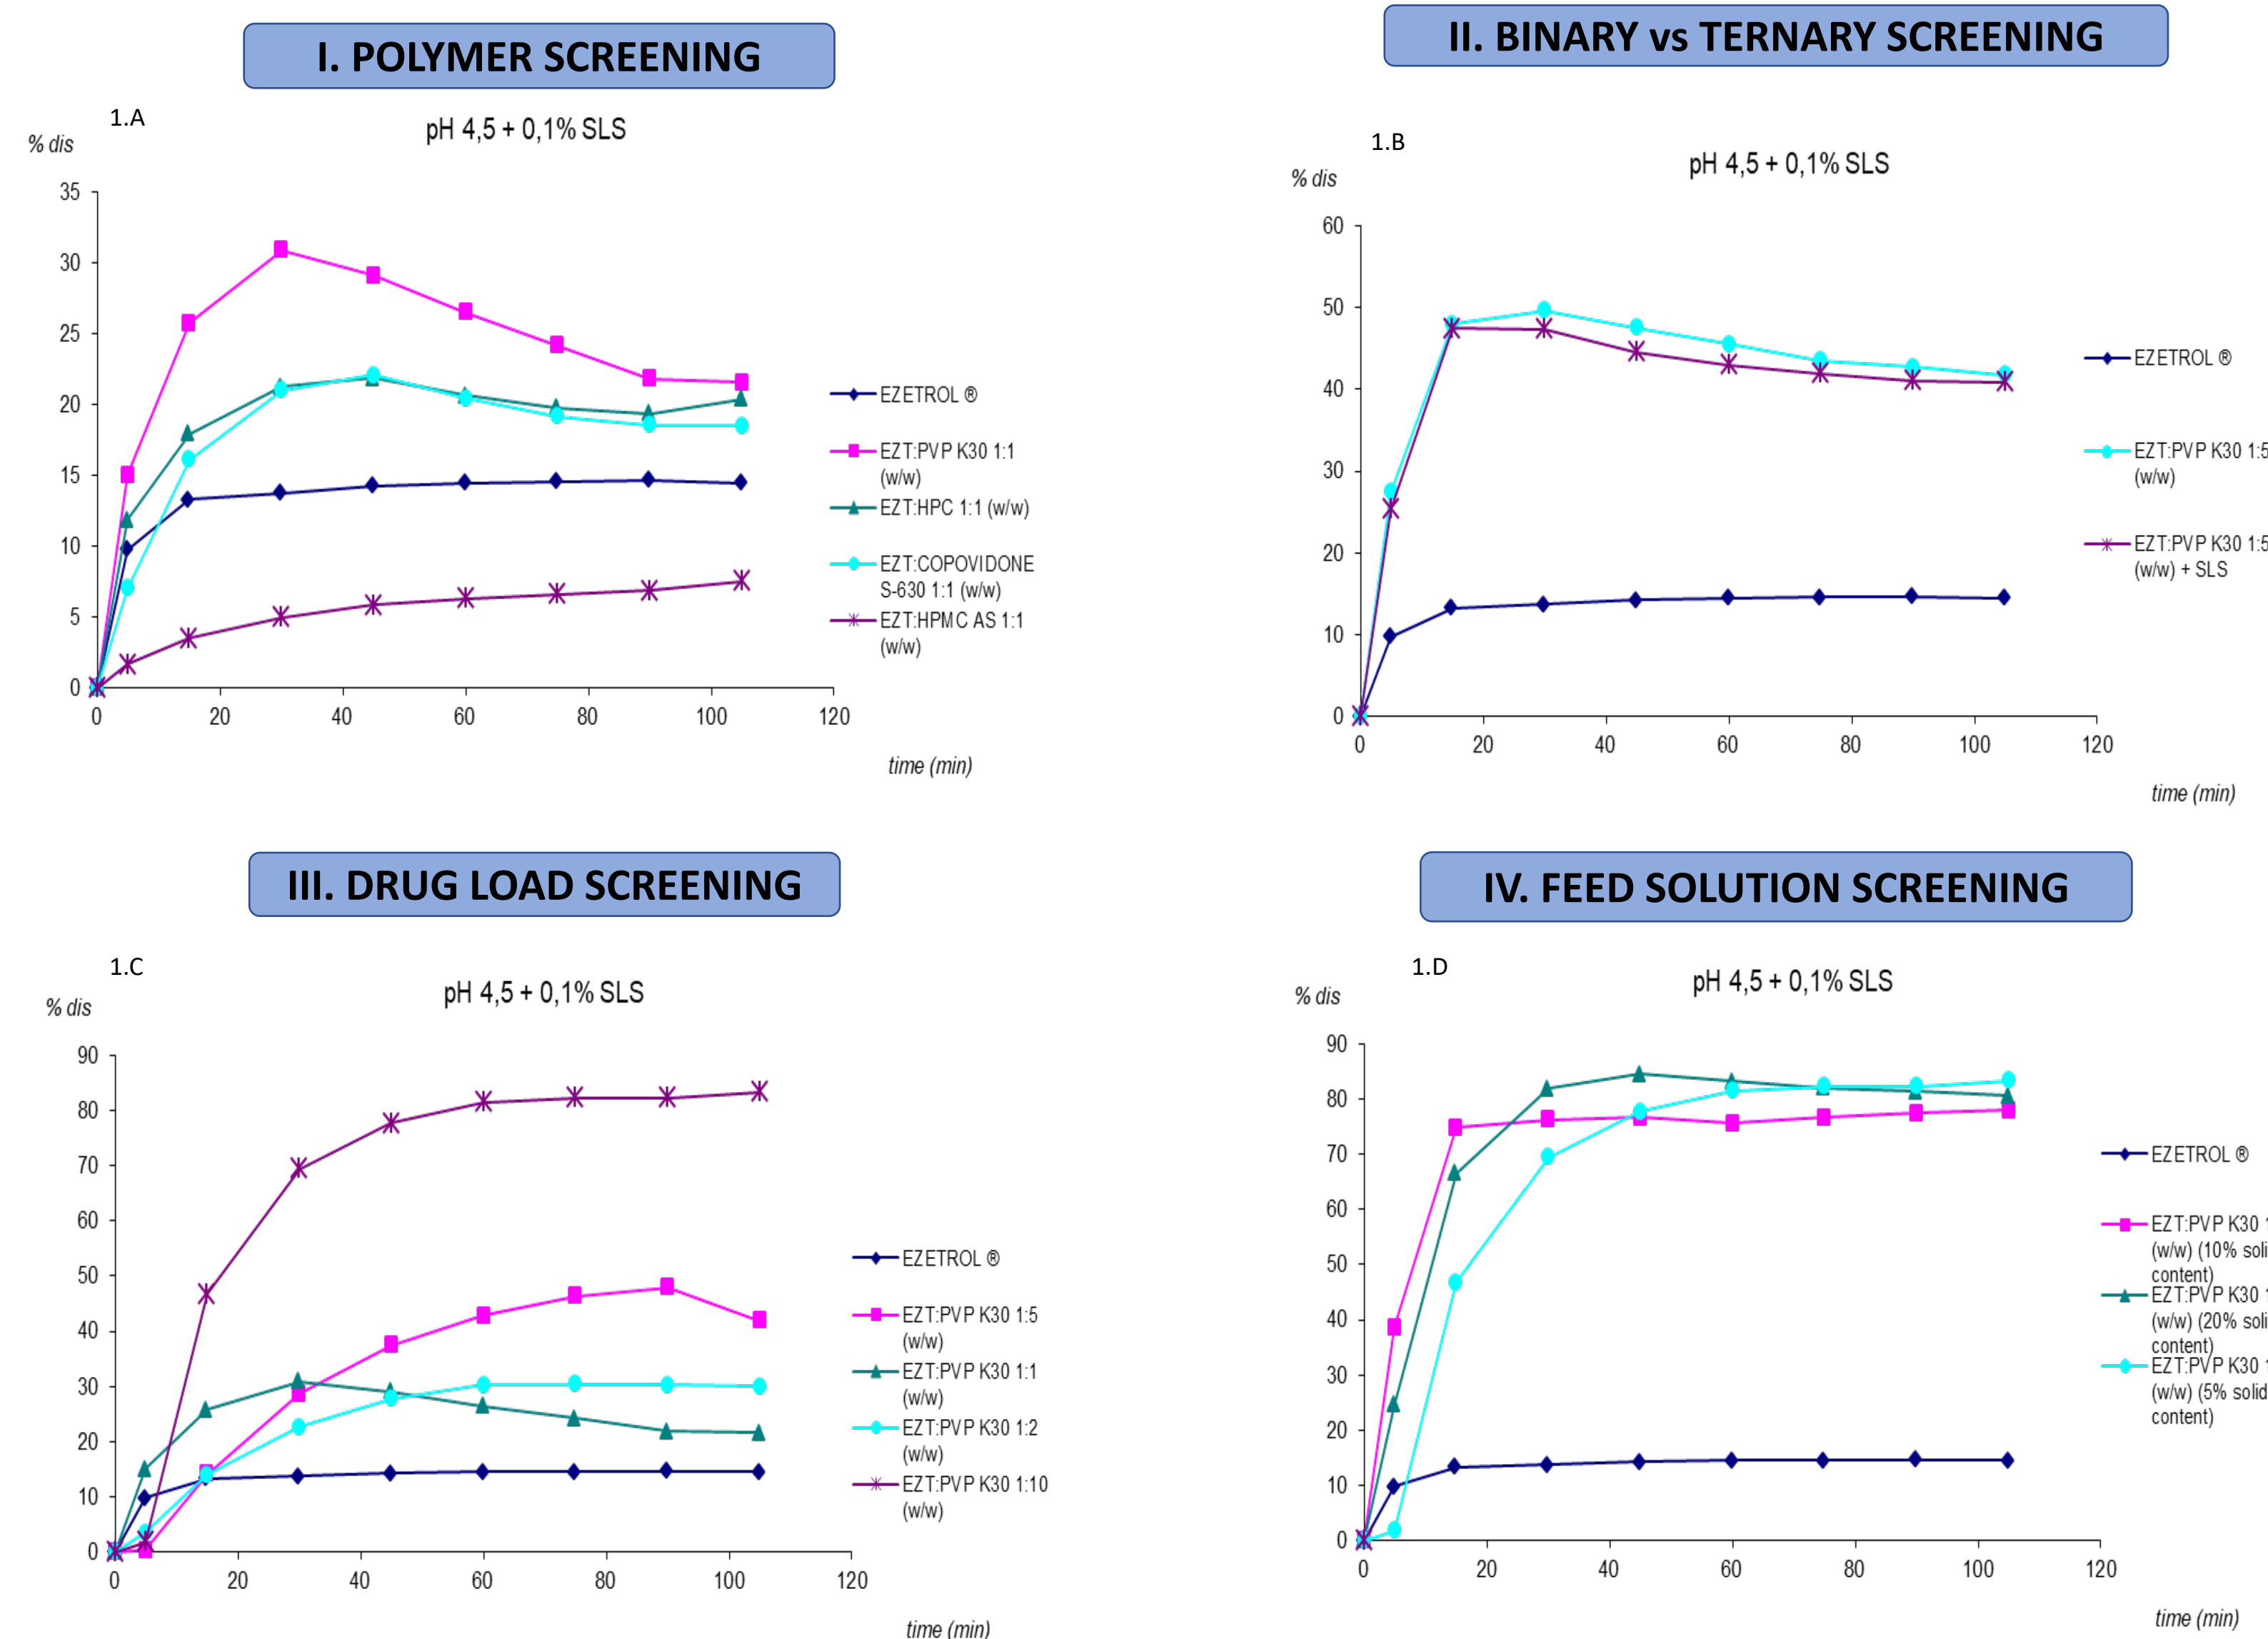 I. POLYMER SCREENING
1.A
pH 4,5 + 0,1% SLS
% dis
35
30
25
20
15
10
5
0
0 20 40 60 80 100 120
time (min)
EZETROL ®
EZT:PVP K30 1:1
(w/w)
EZT:HPC 1:1 (w/w)
EZT:COPOVIDONE
S-630 1:1 (w/w)
EZT:HPMC AS 1:1
(w/w)
II. BINARY vs TERNARY SCREENING
1.B
pH 4,5 + 0,1% SLS
% dis
60
50
40
30
20
10
0
0 20 40 60 80 100 120
time (min)
EZETROL ®
EZT:PVP K30 1:5
(w/w)
EZT:PVP K30 1:5
(w/w) + SLS
III. DRUG LOAD SCREENING
1.C
pH 4,5 + 0,1% SLS
% dis
90
80
70
60
50
40
30
20
10
0
0 20 40 60 80 100 120
time (min)
EZETROL ®
EZT:PVP K30 1:5
(w/w)
EZT:PVP K30 1:1
(w/w)
EZT:PVP K30 1:2
(w/w)
EZT:PVP K30 1:10
(w/w)
IV. FEED SOLUTION SCREENING
1.D
pH 4,5 + 0,1% SLS
% dis
90
80
70
60
50
40
30
20
10
0
0 20 40 60 80 100 120
time (min)
EZETROL ®
EZT:PVP K30
(w/w) (10%
content)
EZT:PVP K30
(w/w) (20%
content)
EZT:PVP K30
(w/w) (5% solid
content)